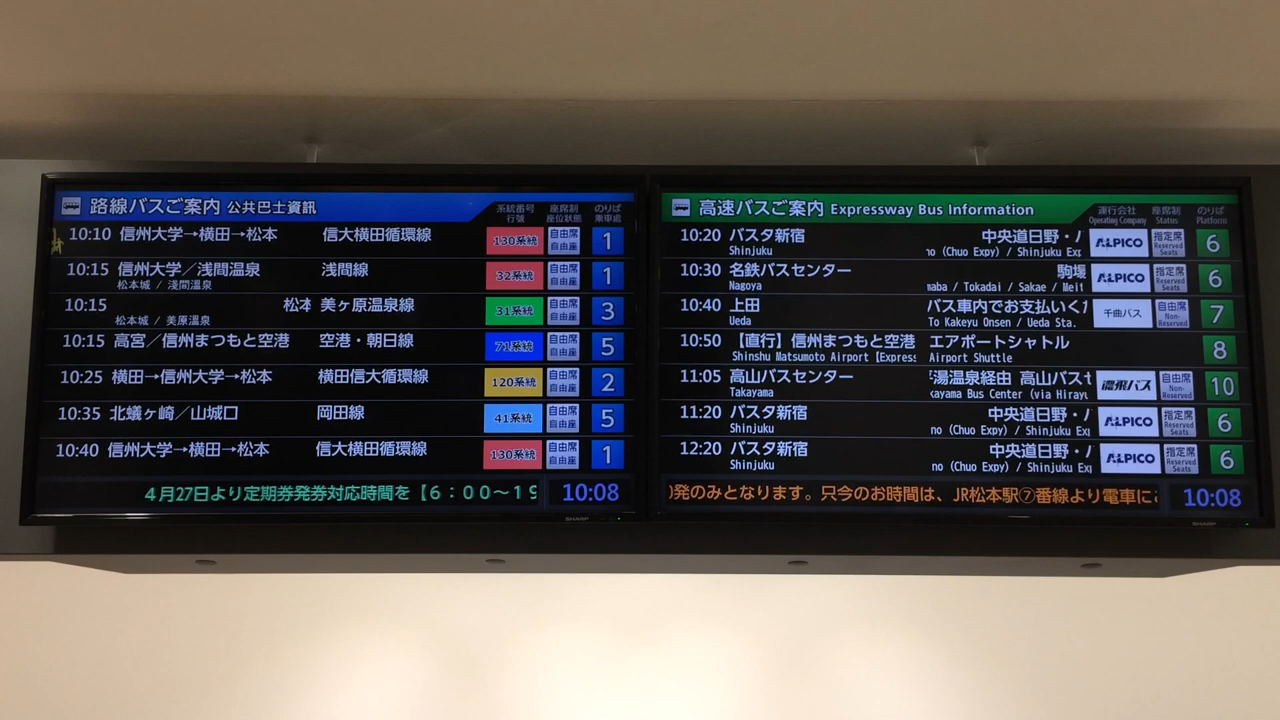 路線バスご案内 公共巴士資訊 系統番号 行號 座席制 座位狀態 のりば 乘車處
10:10 信州大学→横田→松本 信大横田循環線 130系統 自由席 自由座 1
10:15 信州大学／浅間温泉 浅間線 32系統 自由席 自由座 1
松本城 / 淺間溫泉
10:15 松本 美ヶ原温泉線 31系統 自由席 自由座 3
松本城 / 美原溫泉
10:15 高宮／信州まつもと空港 空港・朝日線 71系統 自由席 自由座 5
10:25 横田→信州大学→松本 横田信大循環線 120系統 自由席 自由座 2
10:35 北蟻ヶ崎／山城口 岡田線 41系統 自由席 自由座 5
10:40 信州大学→横田→松本 信大横田循環線 130系統 自由席 自由座 1
４月27日より定期券発券対応時間を【６：００～１９ 10:08
SHARP
高速バスご案内 Expressway Bus Information 運行会社 Operating Company 座席制 Status のりば Platform
10:20 バスタ新宿 中央道日野・ ALPICO 指定席 Reserved Seats 6
Shinjuku no (Chuo Expy) / Shinjuku Exp
10:30 名鉄バスセンター 駒場 ALPICO 指定席 Reserved Seats 6
Nagoya maba / Tokadai / Sakae / Meit
10:40 上田 バス車内でお支払いく 千曲バス 自由席 Non-Reserved 7
Ueda To Kakeyu Onsen / Ueda Sta.
10:50 【直行】信州まつもと空港 エアポートシャトル 8
Shinshu Matsumoto Airport【Express Airport Shuttle
11:05 高山バスセンター 湯温泉経由 高山バスセ 濃飛バス 自由席 Non-Reserved 10
Takayama kayama Bus Center (via Hirayu
11:20 バスタ新宿 中央道日野・ ALPICO 指定席 Reserved Seats 6
Shinjuku no (Chuo Expy) / Shinjuku Exp
12:20 バスタ新宿 中央道日野・ ALPICO 指定席 Reserved Seats 6
Shinjuku no (Chuo Expy) / Shinjuku Exp
発のみとなります。只今のお時間は、JR松本駅⑦番線より電車に 10:08
SHARP